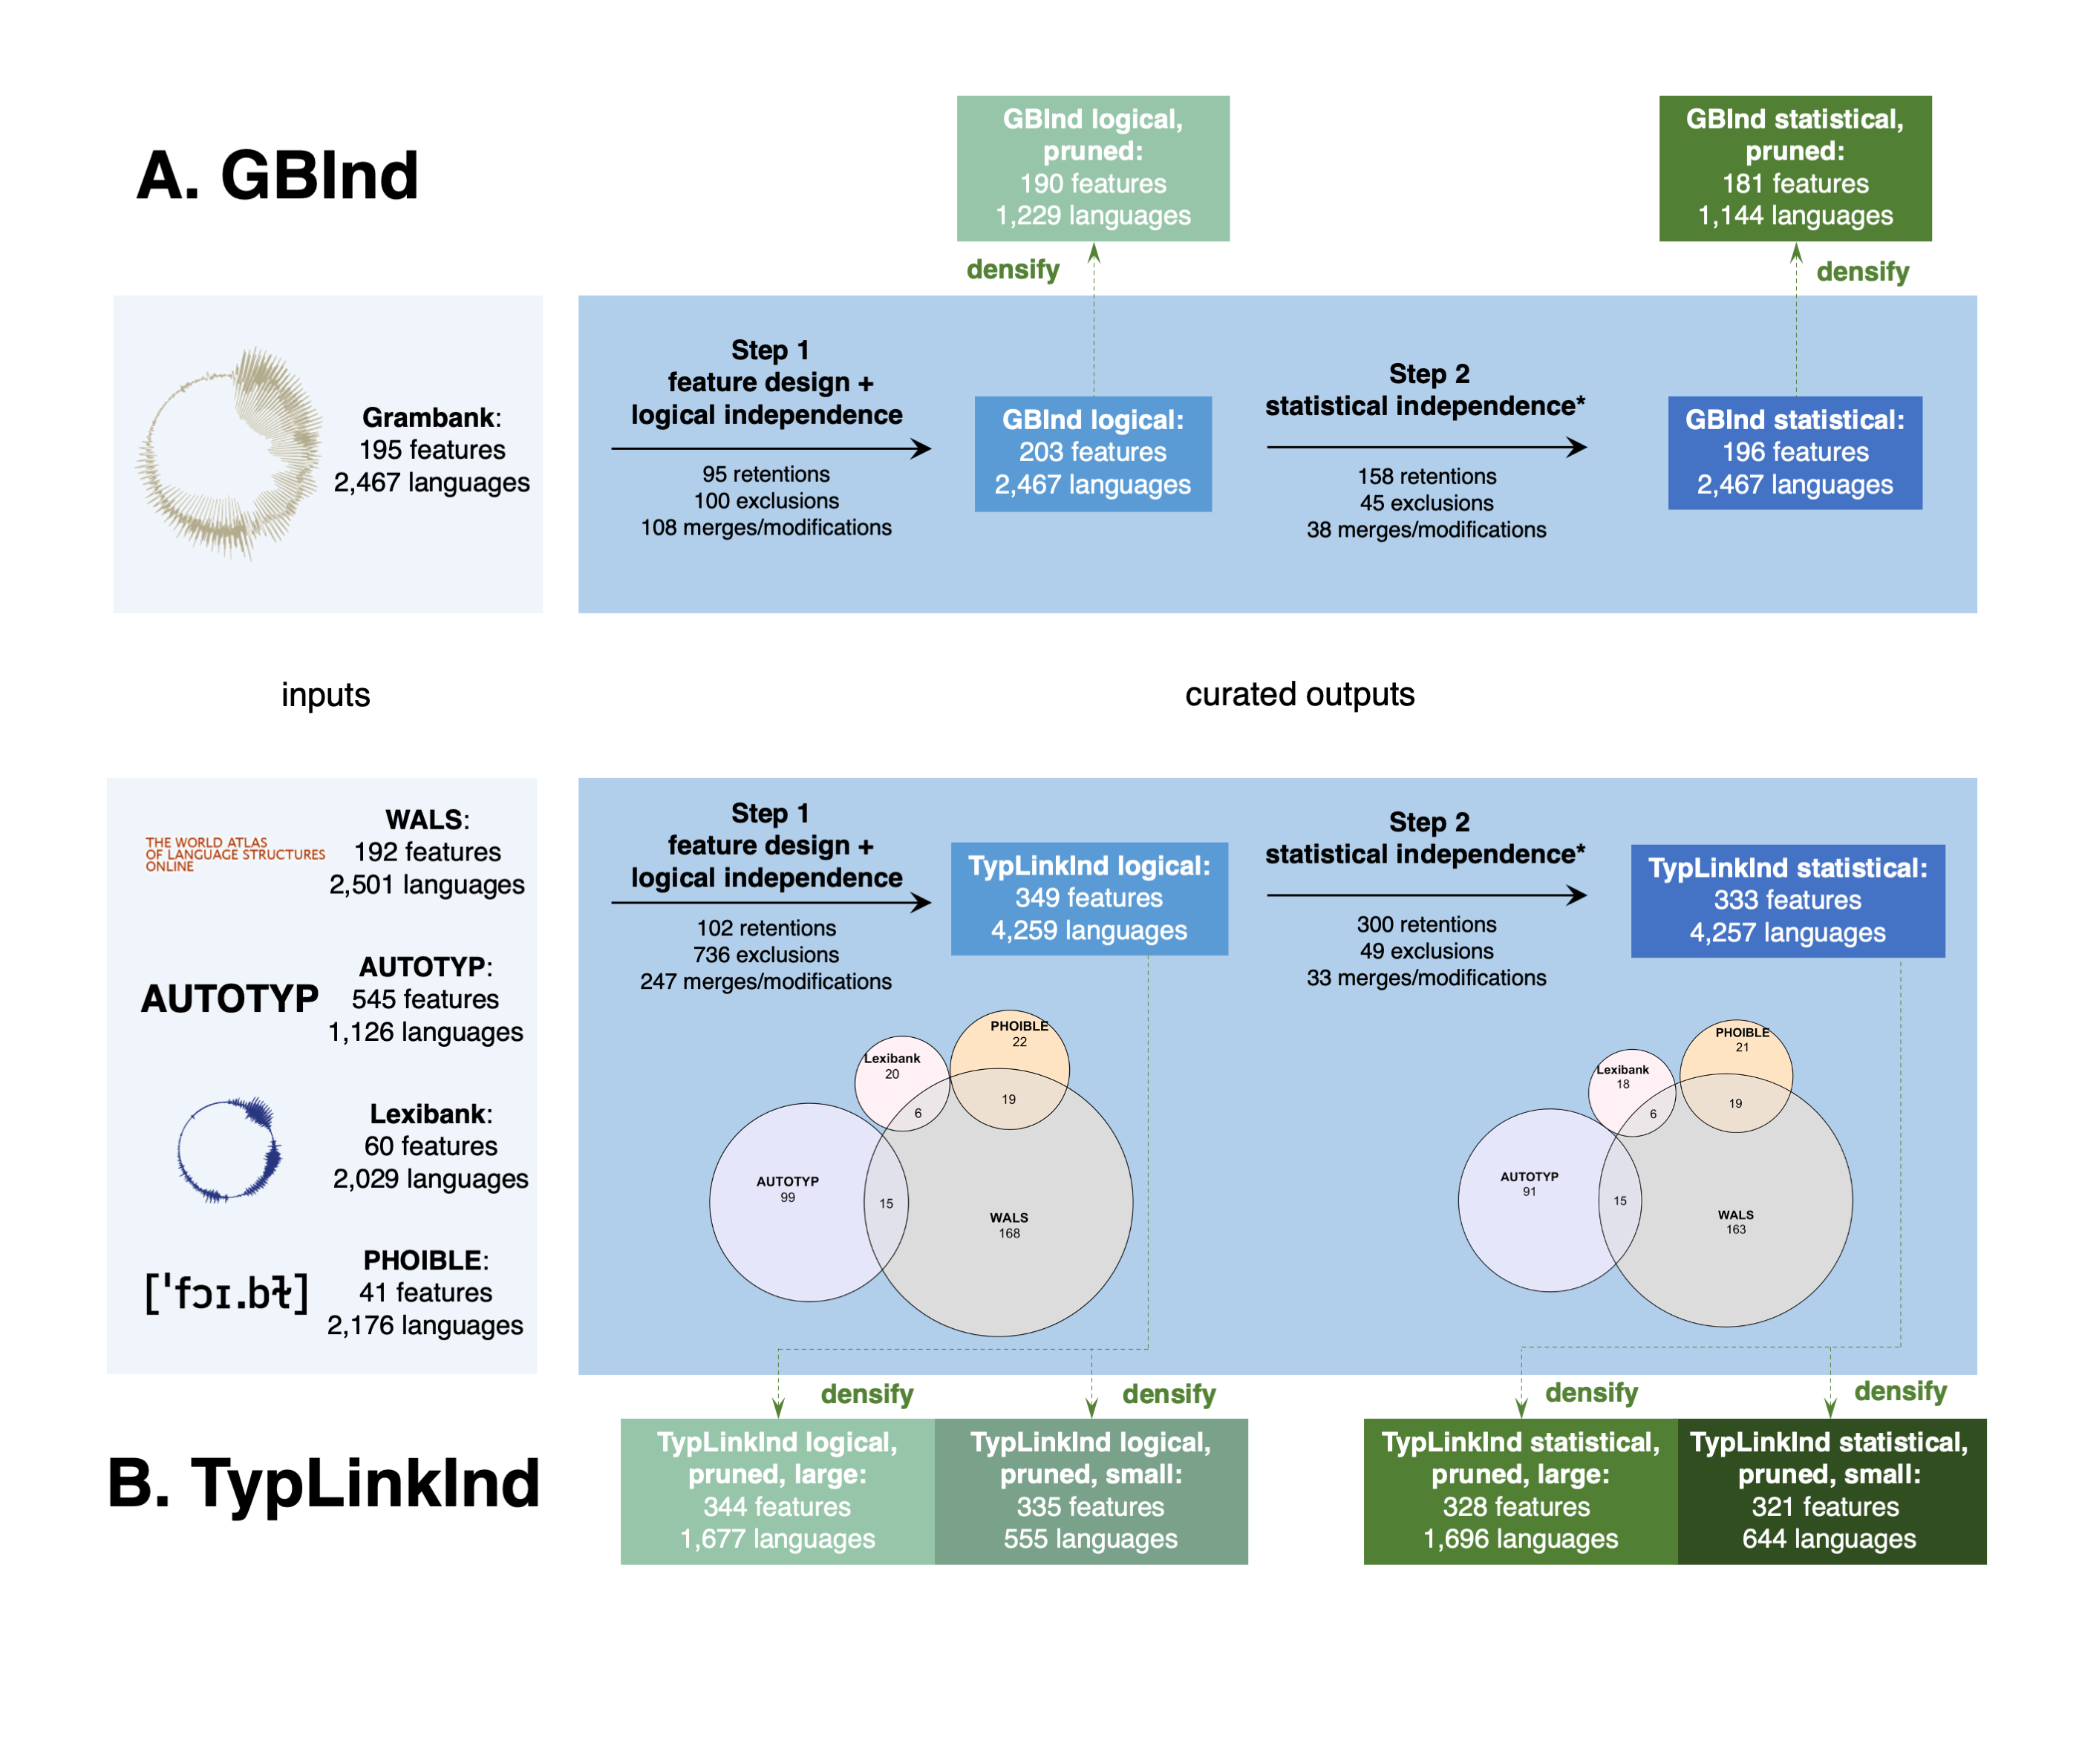 A. GBInd
GBInd logical,
pruned:
190 features
1,229 languages
densify
GBInd statistical,
pruned:
181 features
1,144 languages
densify
Grambank:
195 features
2,467 languages
Step 1
feature design +
logical independence
95 retentions
100 exclusions
108 merges/modifications
GBInd logical:
203 features
2,467 languages
Step 2
statistical independence*
158 retentions
45 exclusions
38 merges/modifications
GBInd statistical:
196 features
2,467 languages
inputs
curated outputs
THE WORLD ATLAS
OF LANGUAGE STRUCTURES
ONLINE
WALS:
192 features
2,501 languages
AUTOTYP
AUTOTYP:
545 features
1,126 languages
Lexibank:
60 features
2,029 languages
[ˈfɔɪ.bɫ̩]
PHOIBLE:
41 features
2,176 languages
Step 1
feature design +
logical independence
102 retentions
736 exclusions
247 merges/modifications
TypLinkInd logical:
349 features
4,259 languages
Step 2
statistical independence*
300 retentions
49 exclusions
33 merges/modifications
TypLinkInd statistical:
333 features
4,257 languages
PHOIBLE
22
Lexibank
20
19
6
AUTOTYP
99
15
WALS
168
PHOIBLE
21
Lexibank
18
19
6
AUTOTYP
91
15
WALS
163
densify
densify
densify
densify
B. TypLinkInd
TypLinkInd logical,
pruned, large:
344 features
1,677 languages
TypLinkInd logical,
pruned, small:
335 features
555 languages
TypLinkInd statistical,
pruned, large:
328 features
1,696 languages
TypLinkInd statistical,
pruned, small:
321 features
644 languages